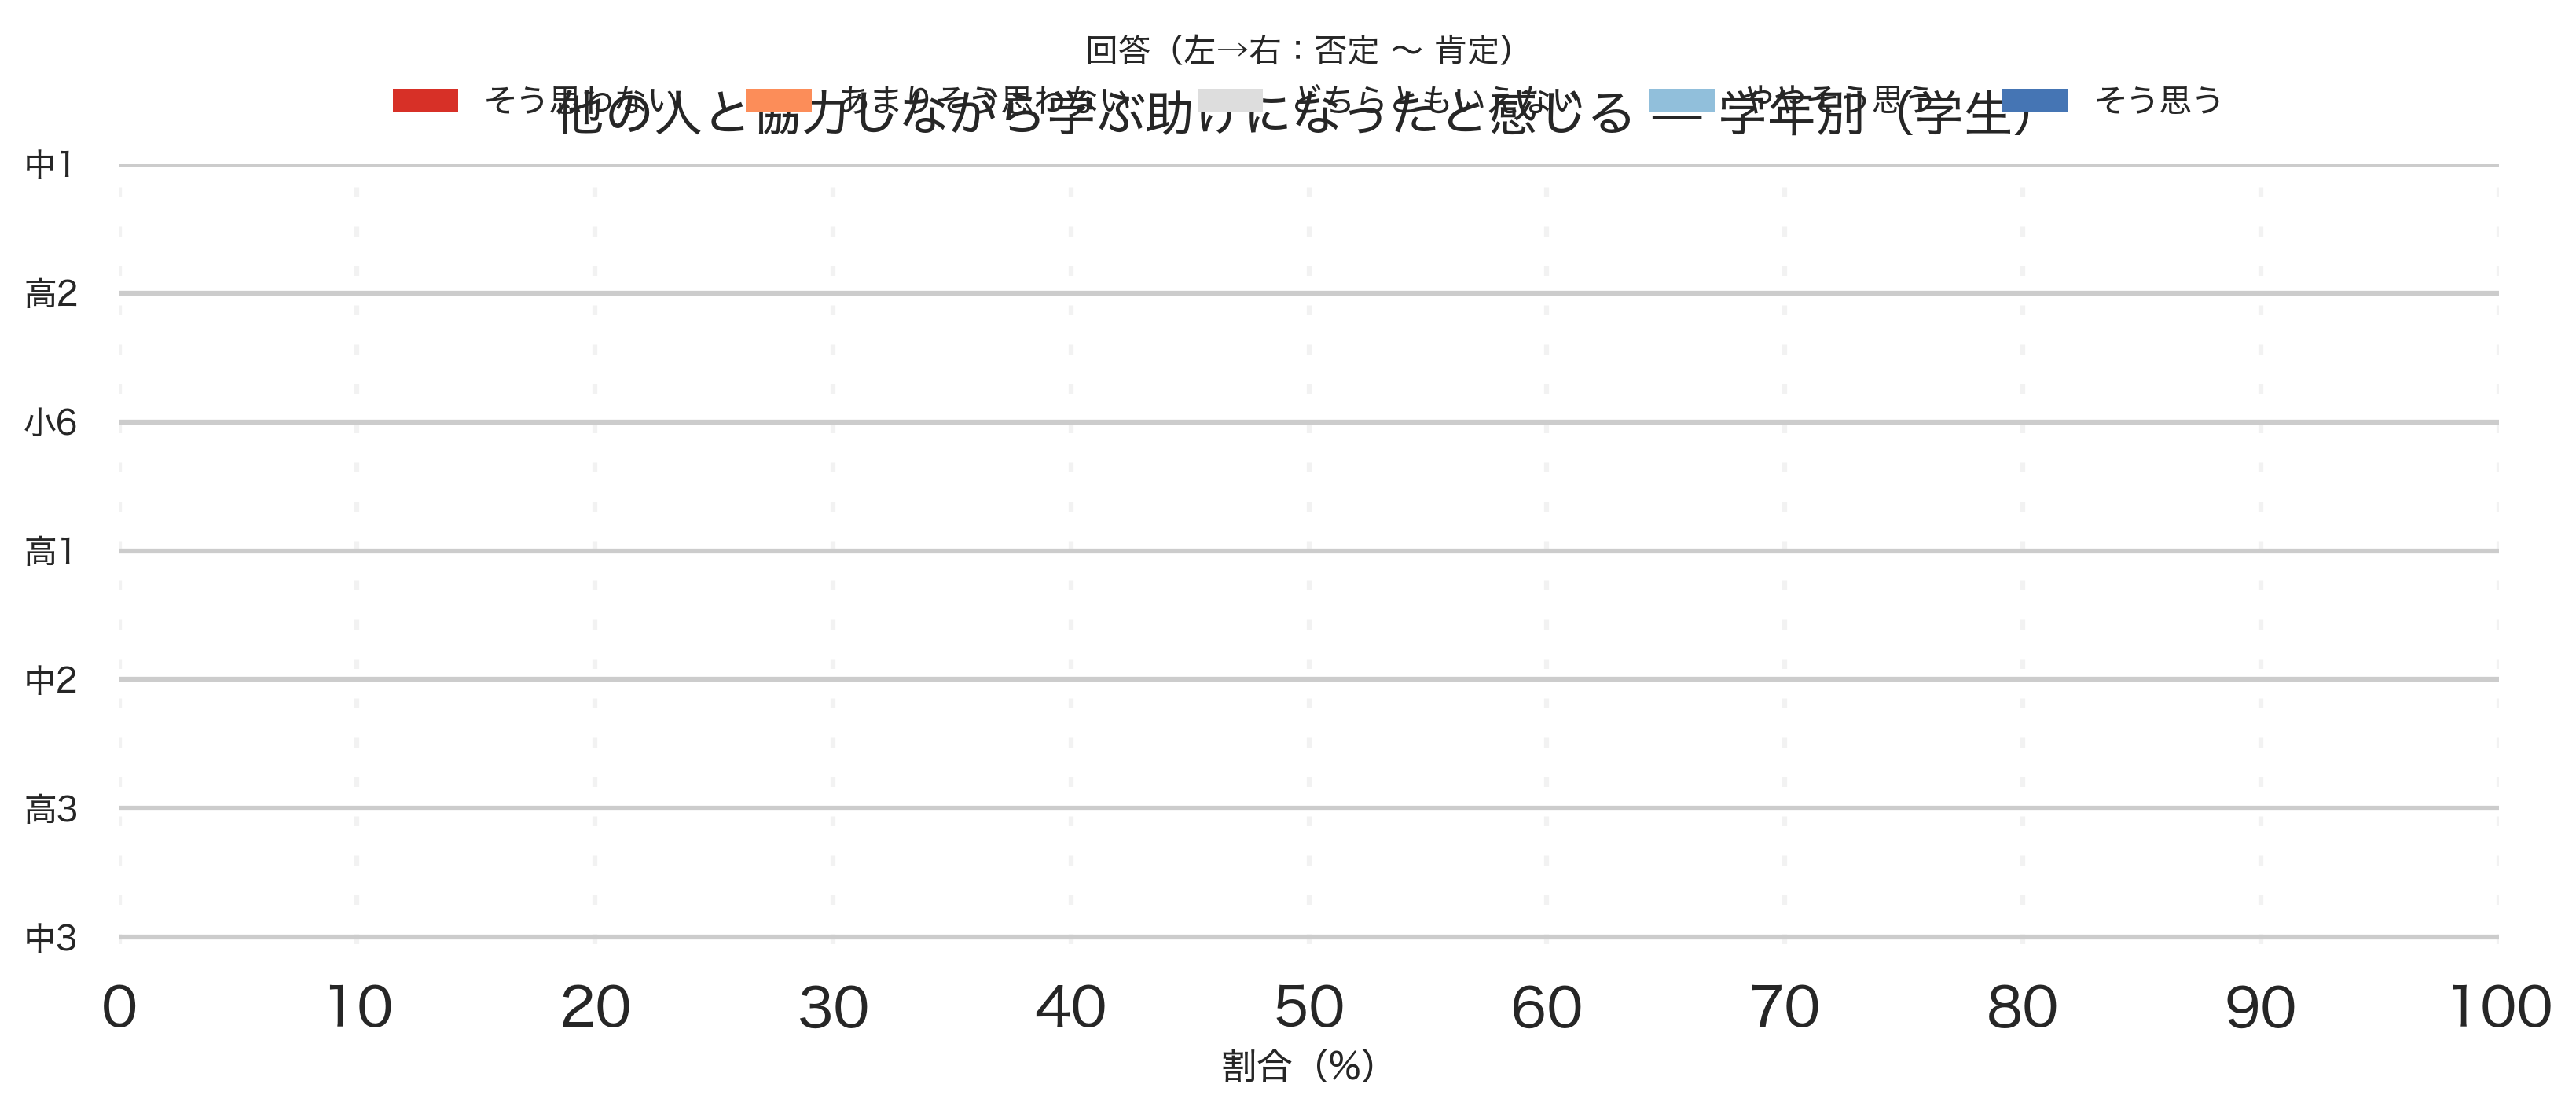 回答（左→右：否定 ～ 肯定）
そう思わない あまりそう思わない どちらともいえない ややそう思う そう思う
他の人と協力しながら学ぶ助けになったと感じる — 学年別（学生）
中1
高2
小6
高1
中2
高3
中3
0 10 20 30 40 50 60 70 80 90 100
割合（%）